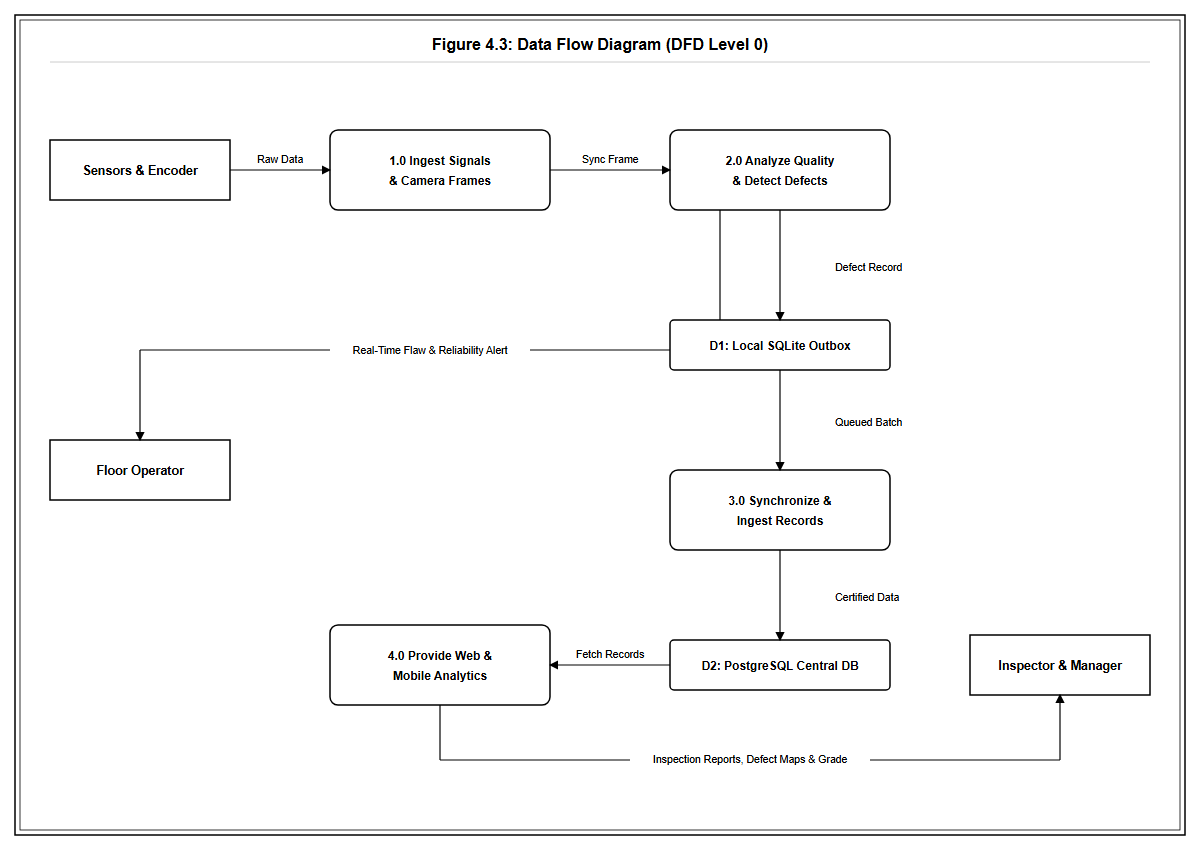 Figure 4.3: Data Flow Diagram (DFD Level 0)
Sensors & Encoder
Raw Data
1.0 Ingest Signals
& Camera Frames
Sync Frame
2.0 Analyze Quality
& Detect Defects
Defect Record
D1: Local SQLite Outbox
Real-Time Flaw & Reliability Alert
Floor Operator
Queued Batch
3.0 Synchronize &
Ingest Records
Certified Data
4.0 Provide Web &
Mobile Analytics
Fetch Records
D2: PostgreSQL Central DB
Inspector & Manager
Inspection Reports, Defect Maps & Grade